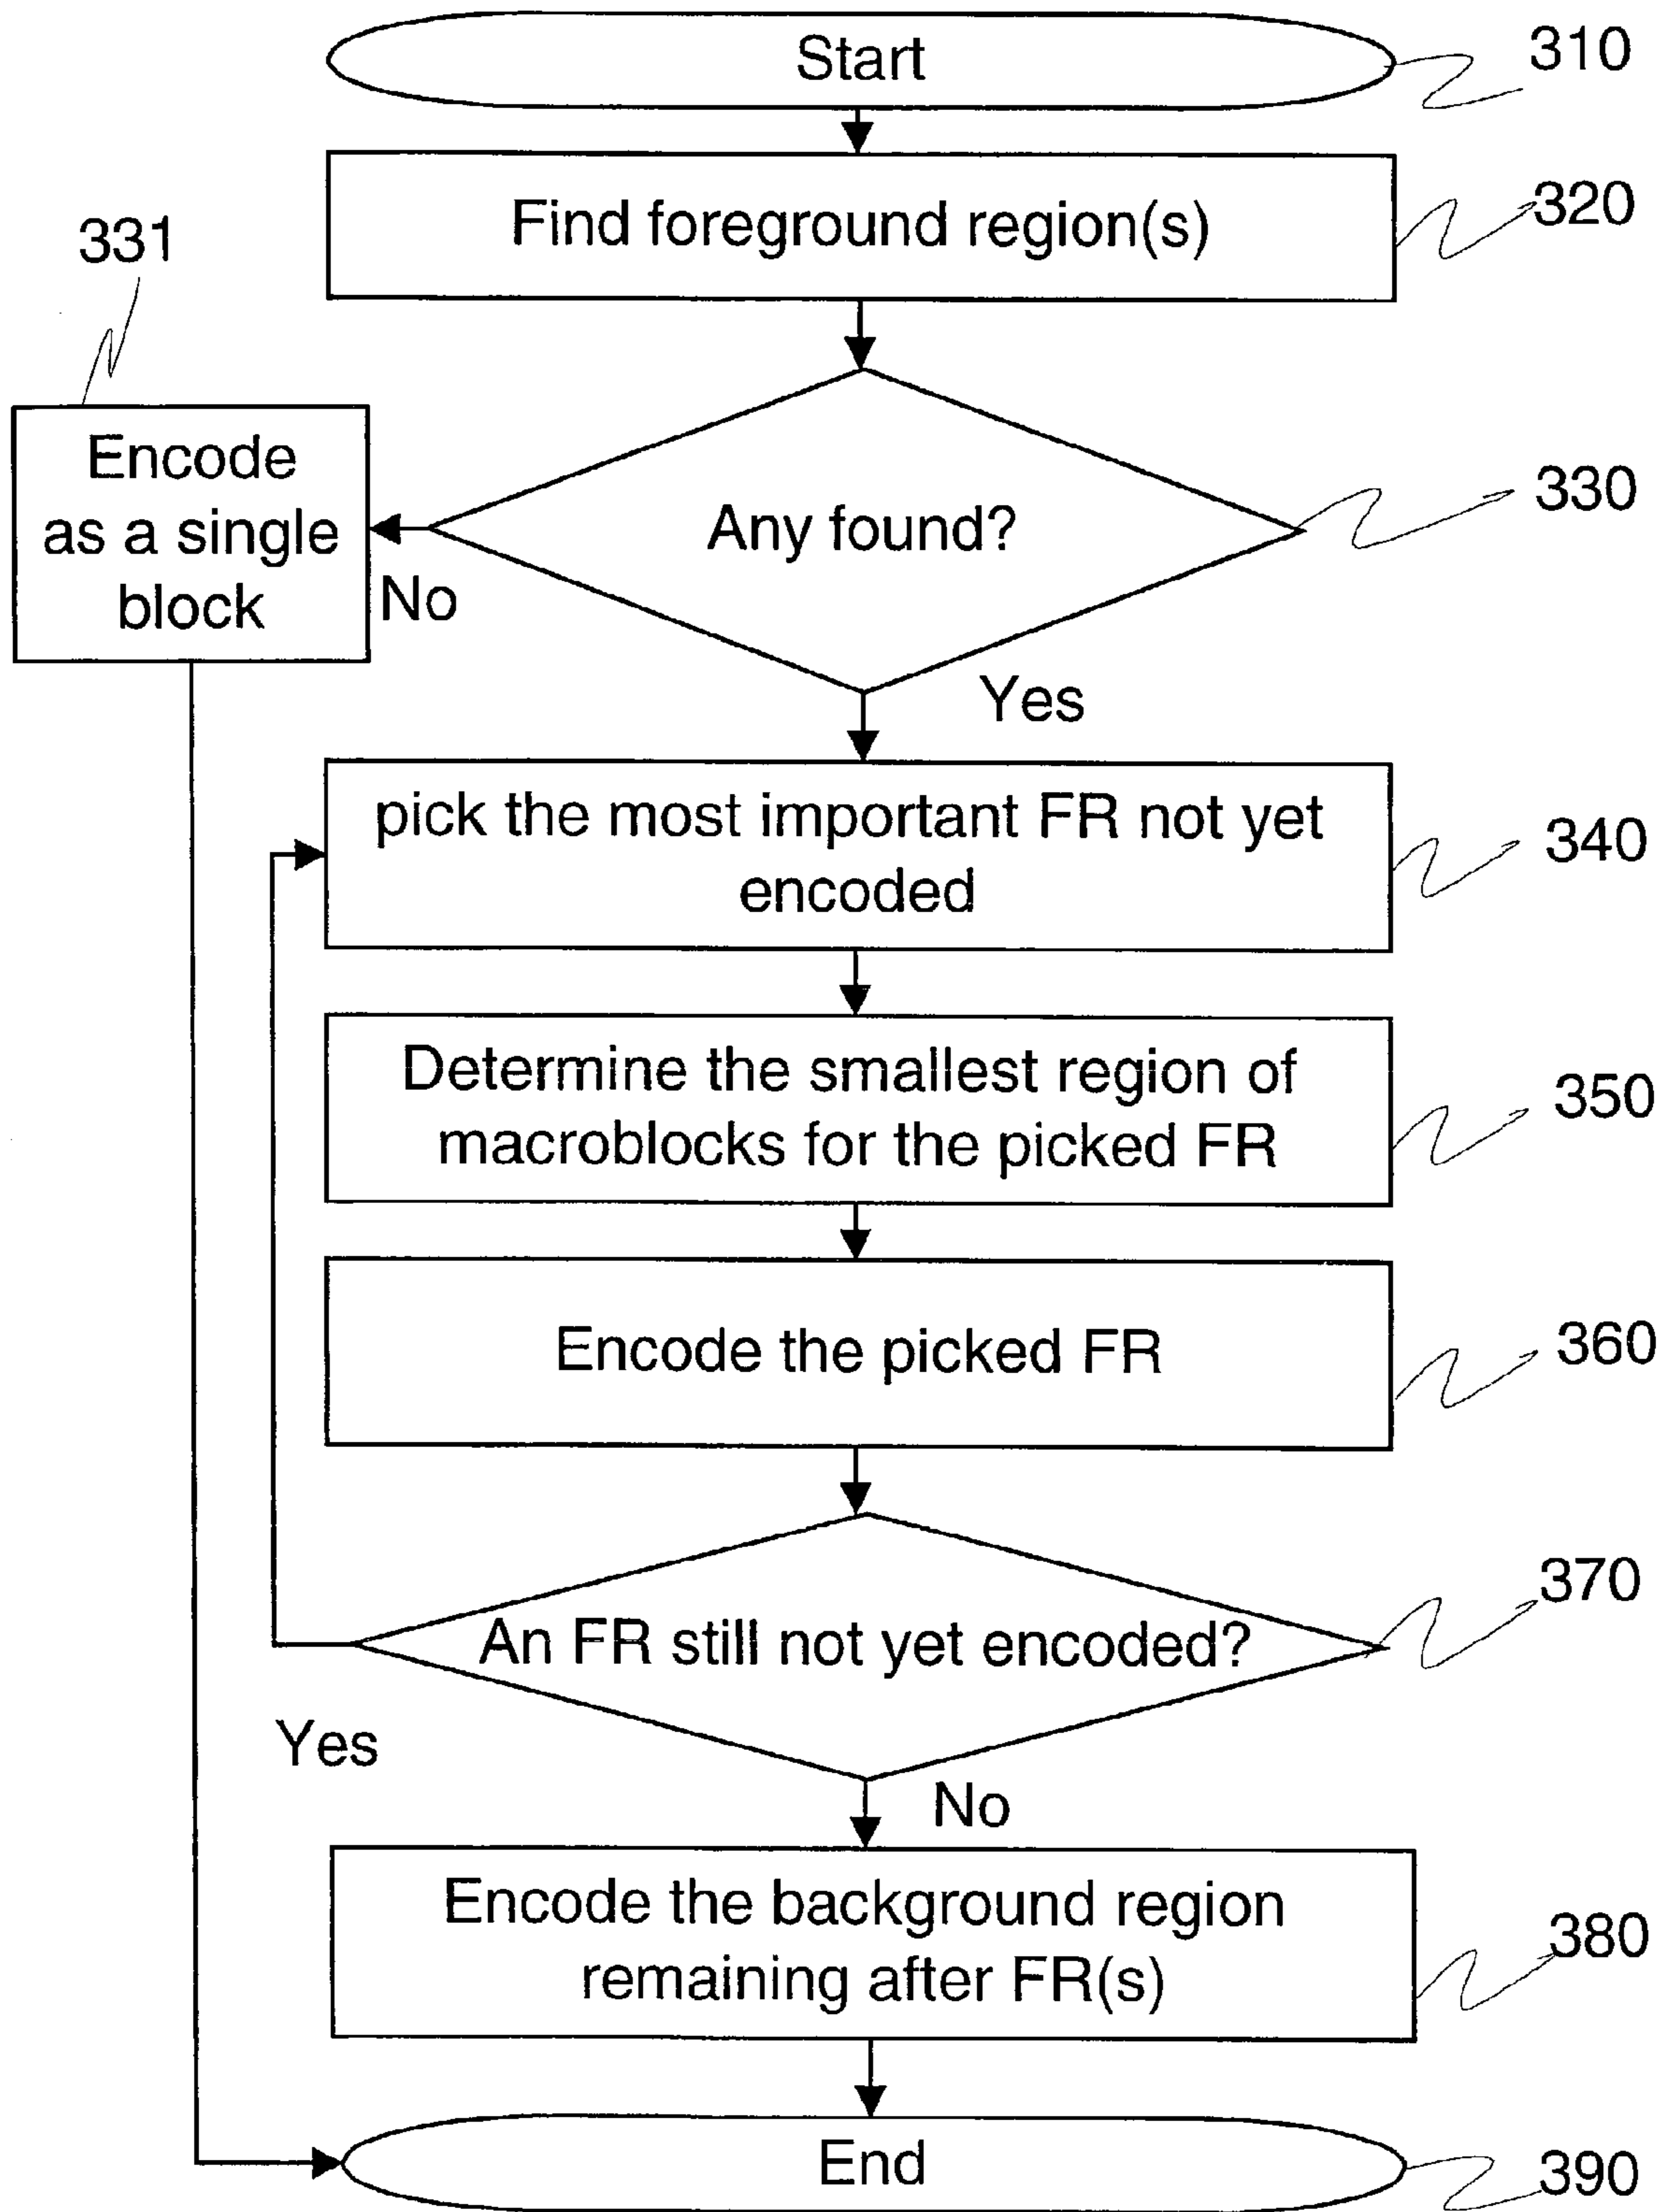 Start
310
Find foreground region(s)
320
331
Encode
as a single
block
Any found?
330
No
Yes
pick the most important FR not yet
encoded
340
Determine the smallest region of
macroblocks for the picked FR
350
Encode the picked FR
360
An FR still not yet encoded?
370
Yes
No
Encode the background region
remaining after FR(s)
380
End
390